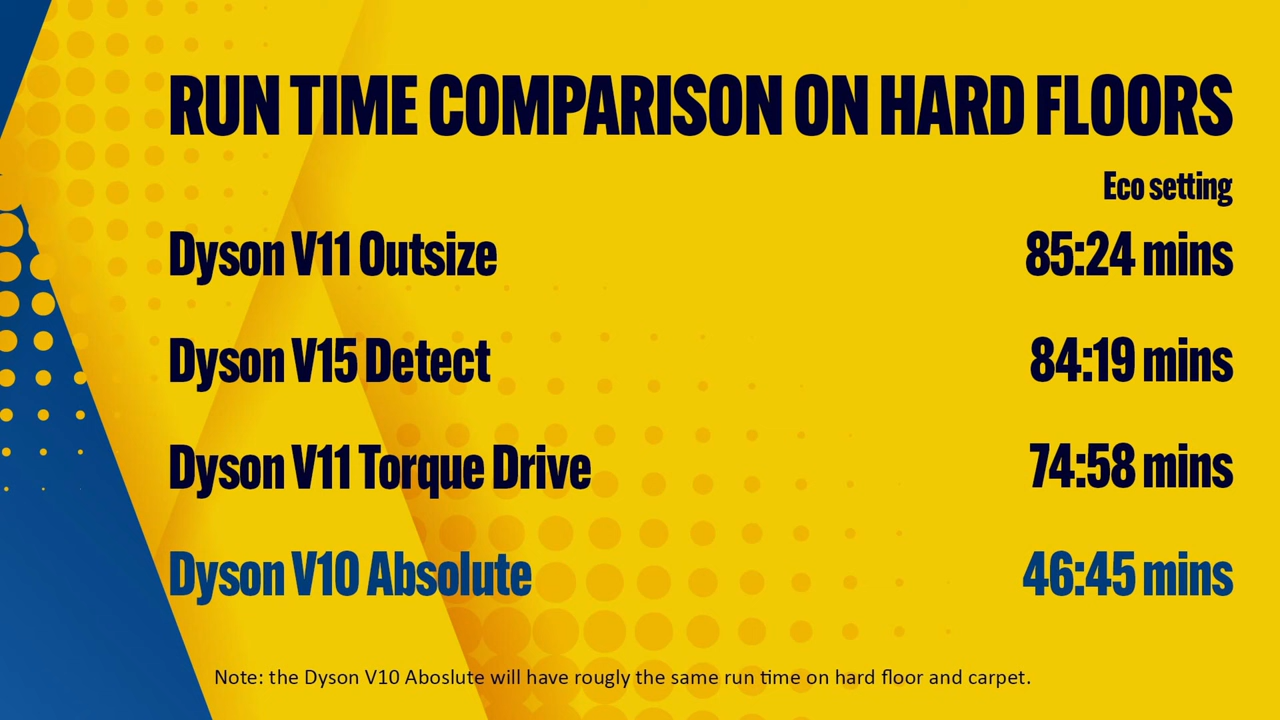 RUN TIME COMPARISON ON HARD FLOORS
Eco setting
Dyson V11 Outsize 85:24 mins
Dyson V15 Detect 84:19 mins
Dyson V11 Torque Drive 74:58 mins
Dyson V10 Absolute 46:45 mins
Note: the Dyson V10 Aboslute will have rougly the same run time on hard floor and carpet.